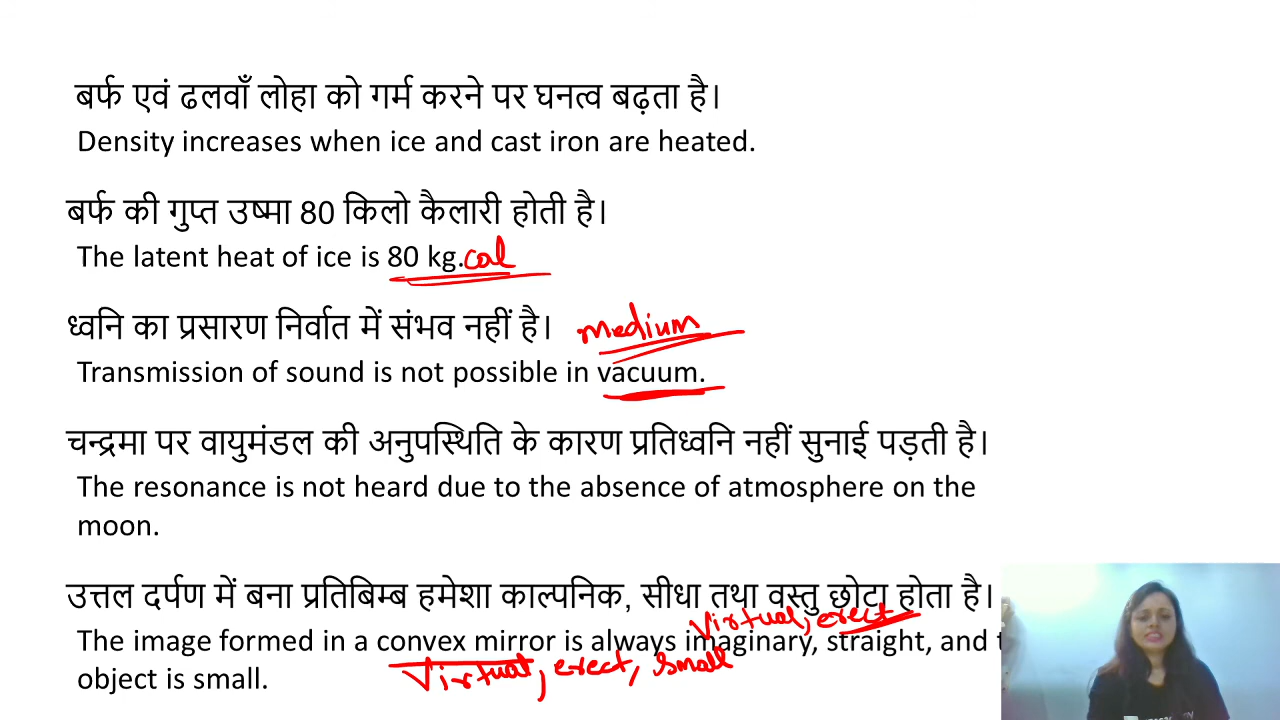 बर्फ एवं ढलवाँ लोहा को गर्म करने पर घनत्व बढ़ता है।
Density increases when ice and cast iron are heated.
बर्फ की गुप्त उष्मा 80 किलो कैलारी होती है।
The latent heat of ice is 80 kg.cal
ध्वनि का प्रसारण निर्वात में संभव नहीं है। medium
Transmission of sound is not possible in vacuum.
चन्द्रमा पर वायुमंडल की अनुपस्थिति के कारण प्रतिध्वनि नहीं सुनाई पड़ती है।
The resonance is not heard due to the absence of atmosphere on the
moon.
उत्तल दर्पण में बना प्रतिबिम्ब हमेशा काल्पनिक, सीधा तथा वस्तु छोटा होता है।
Virtual, erect
The image formed in a convex mirror is always imaginary, straight, and
Virtual, erect, small
object is small.